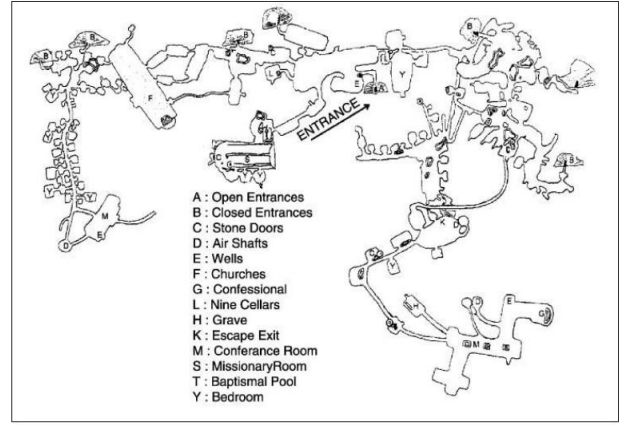 ENTRANCE
A : Open Entrances
B : Closed Entrances
C : Stone Doors
D : Air Shafts
E : Wells
F : Churches
G : Confessional
L : Nine Cellars
H : Grave
K : Escape Exit
M : Conferance Room
S : MissionaryRoom
T : Baptismal Pool
Y : Bedroom